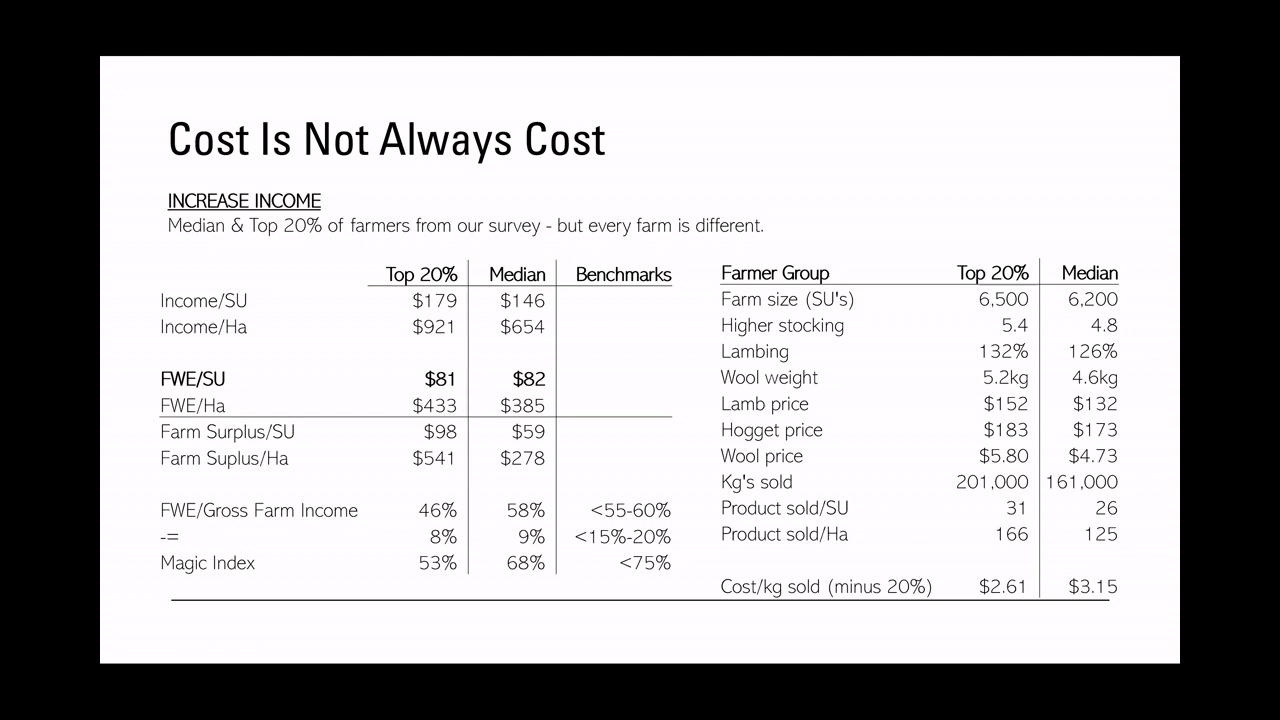 Cost Is Not Always Cost
INCREASE INCOME
Median & Top 20% of farmers from our survey - but every farm is different.
Top 20% Median Benchmarks
Income/SU $179 $146
Income/Ha $921 $654
FWE/SU $81 $82
FWE/Ha $433 $385
Farm Surplus/SU $98 $59
Farm Suplus/Ha $541 $278
FWE/Gross Farm Income 46% 58% <55-60%
-= 8% 9% <15%-20%
Magic Index 53% 68% <75%
Farmer Group Top 20% Median
Farm size (SU's) 6,500 6,200
Higher stocking 5.4 4.8
Lambing 132% 126%
Wool weight 5.2kg 4.6kg
Lamb price $152 $132
Hogget price $183 $173
Wool price $5.80 $4.73
Kg's sold 201,000 161,000
Product sold/SU 31 26
Product sold/Ha 166 125
Cost/kg sold (minus 20%) $2.61 $3.15